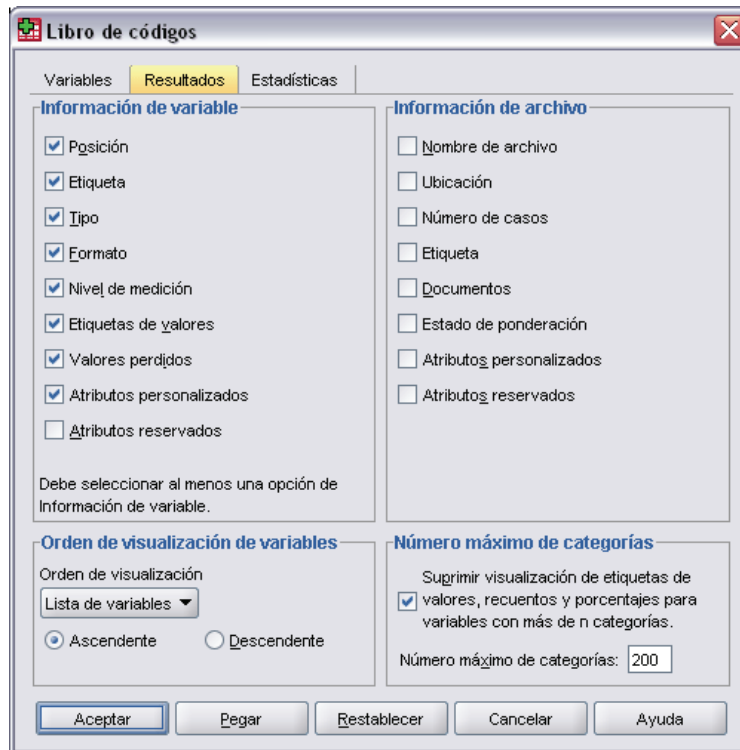 Libro de códigos
Variables
Resultados
Estadísticas
Información de variable
Posición
Etiqueta
Tipo
Formato
Nivel de medición
Etiquetas de valores
Valores perdidos
Atributos personalizados
Atributos reservados
Debe seleccionar al menos una opción de
Información de variable.
Información de archivo
Nombre de archivo
Ubicación
Número de casos
Etiqueta
Documentos
Estado de ponderación
Atributos personalizados
Atributos reservados
Orden de visualización de variables
Orden de visualización
Lista de variables
Ascendente
Descendente
Número máximo de categorías
Suprimir visualización de etiquetas de
valores, recuentos y porcentajes para
variables con más de n categorías.
Número máximo de categorías: 200
Aceptar
Pegar
Restablecer
Cancelar
Ayuda